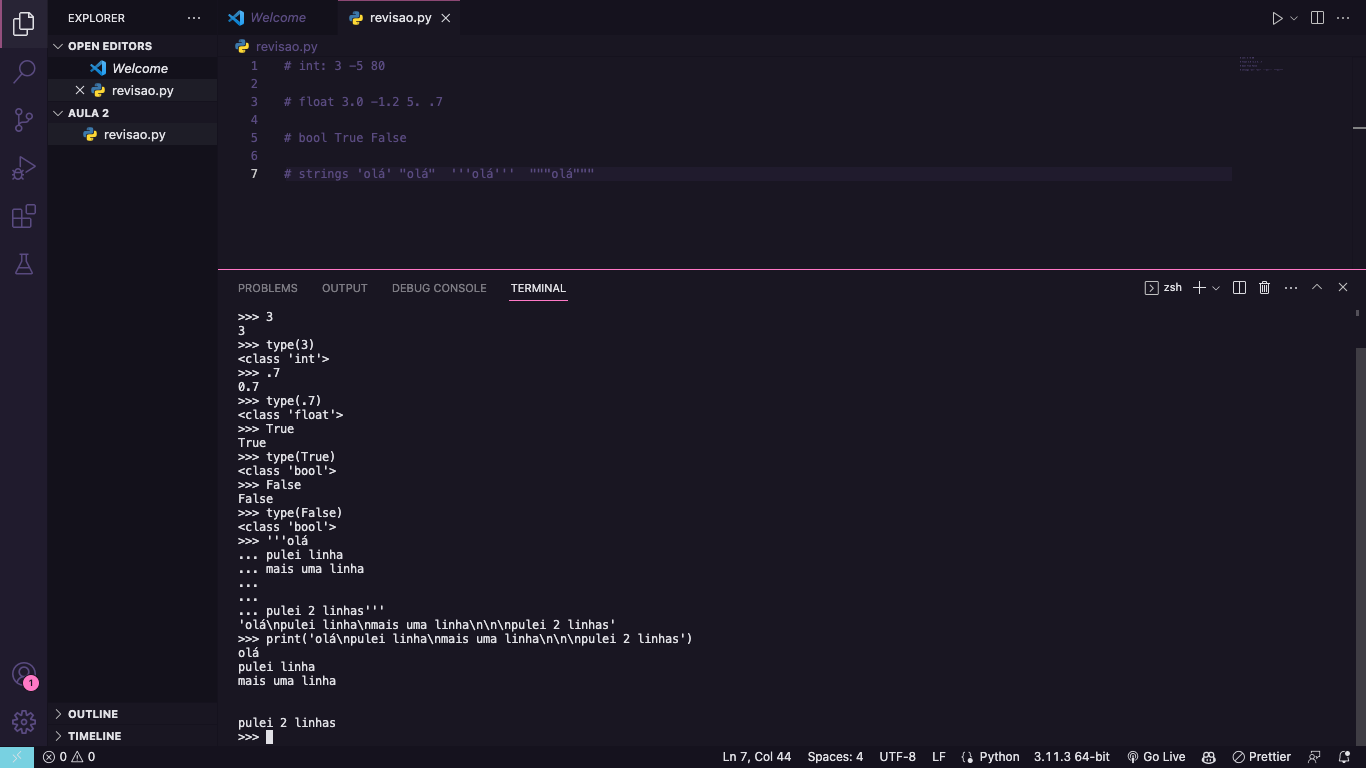 EXPLORER
Welcome
revisao.py
OPEN EDITORS
Welcome
revisao.py
AULA 2
revisao.py
OUTLINE
TIMELINE
revisao.py
1 # int: 3 -5 80
2
3 # float 3.0 -1.2 5. .7
4
5 # bool True False
6
7 # strings 'olá' "olá"  '''olá'''  """olá"""
PROBLEMS OUTPUT DEBUG CONSOLE TERMINAL
zsh
>>> 3
3
>>> type(3)
<class 'int'>
>>> .7
0.7
>>> type(.7)
<class 'float'>
>>> True
True
>>> type(True)
<class 'bool'>
>>> False
False
>>> type(False)
<class 'bool'>
>>> '''olá
... pulei linha
... mais uma linha
...
...
... pulei 2 linhas'''
'olá\npulei linha\nmais uma linha\n\n\npulei 2 linhas'
>>> print('olá\npulei linha\nmais uma linha\n\n\npulei 2 linhas')
olá
pulei linha
mais uma linha
pulei 2 linhas
>>>
1
0 0
Ln 7, Col 44 Spaces: 4 UTF-8 LF Python 3.11.3 64-bit Go Live Prettier